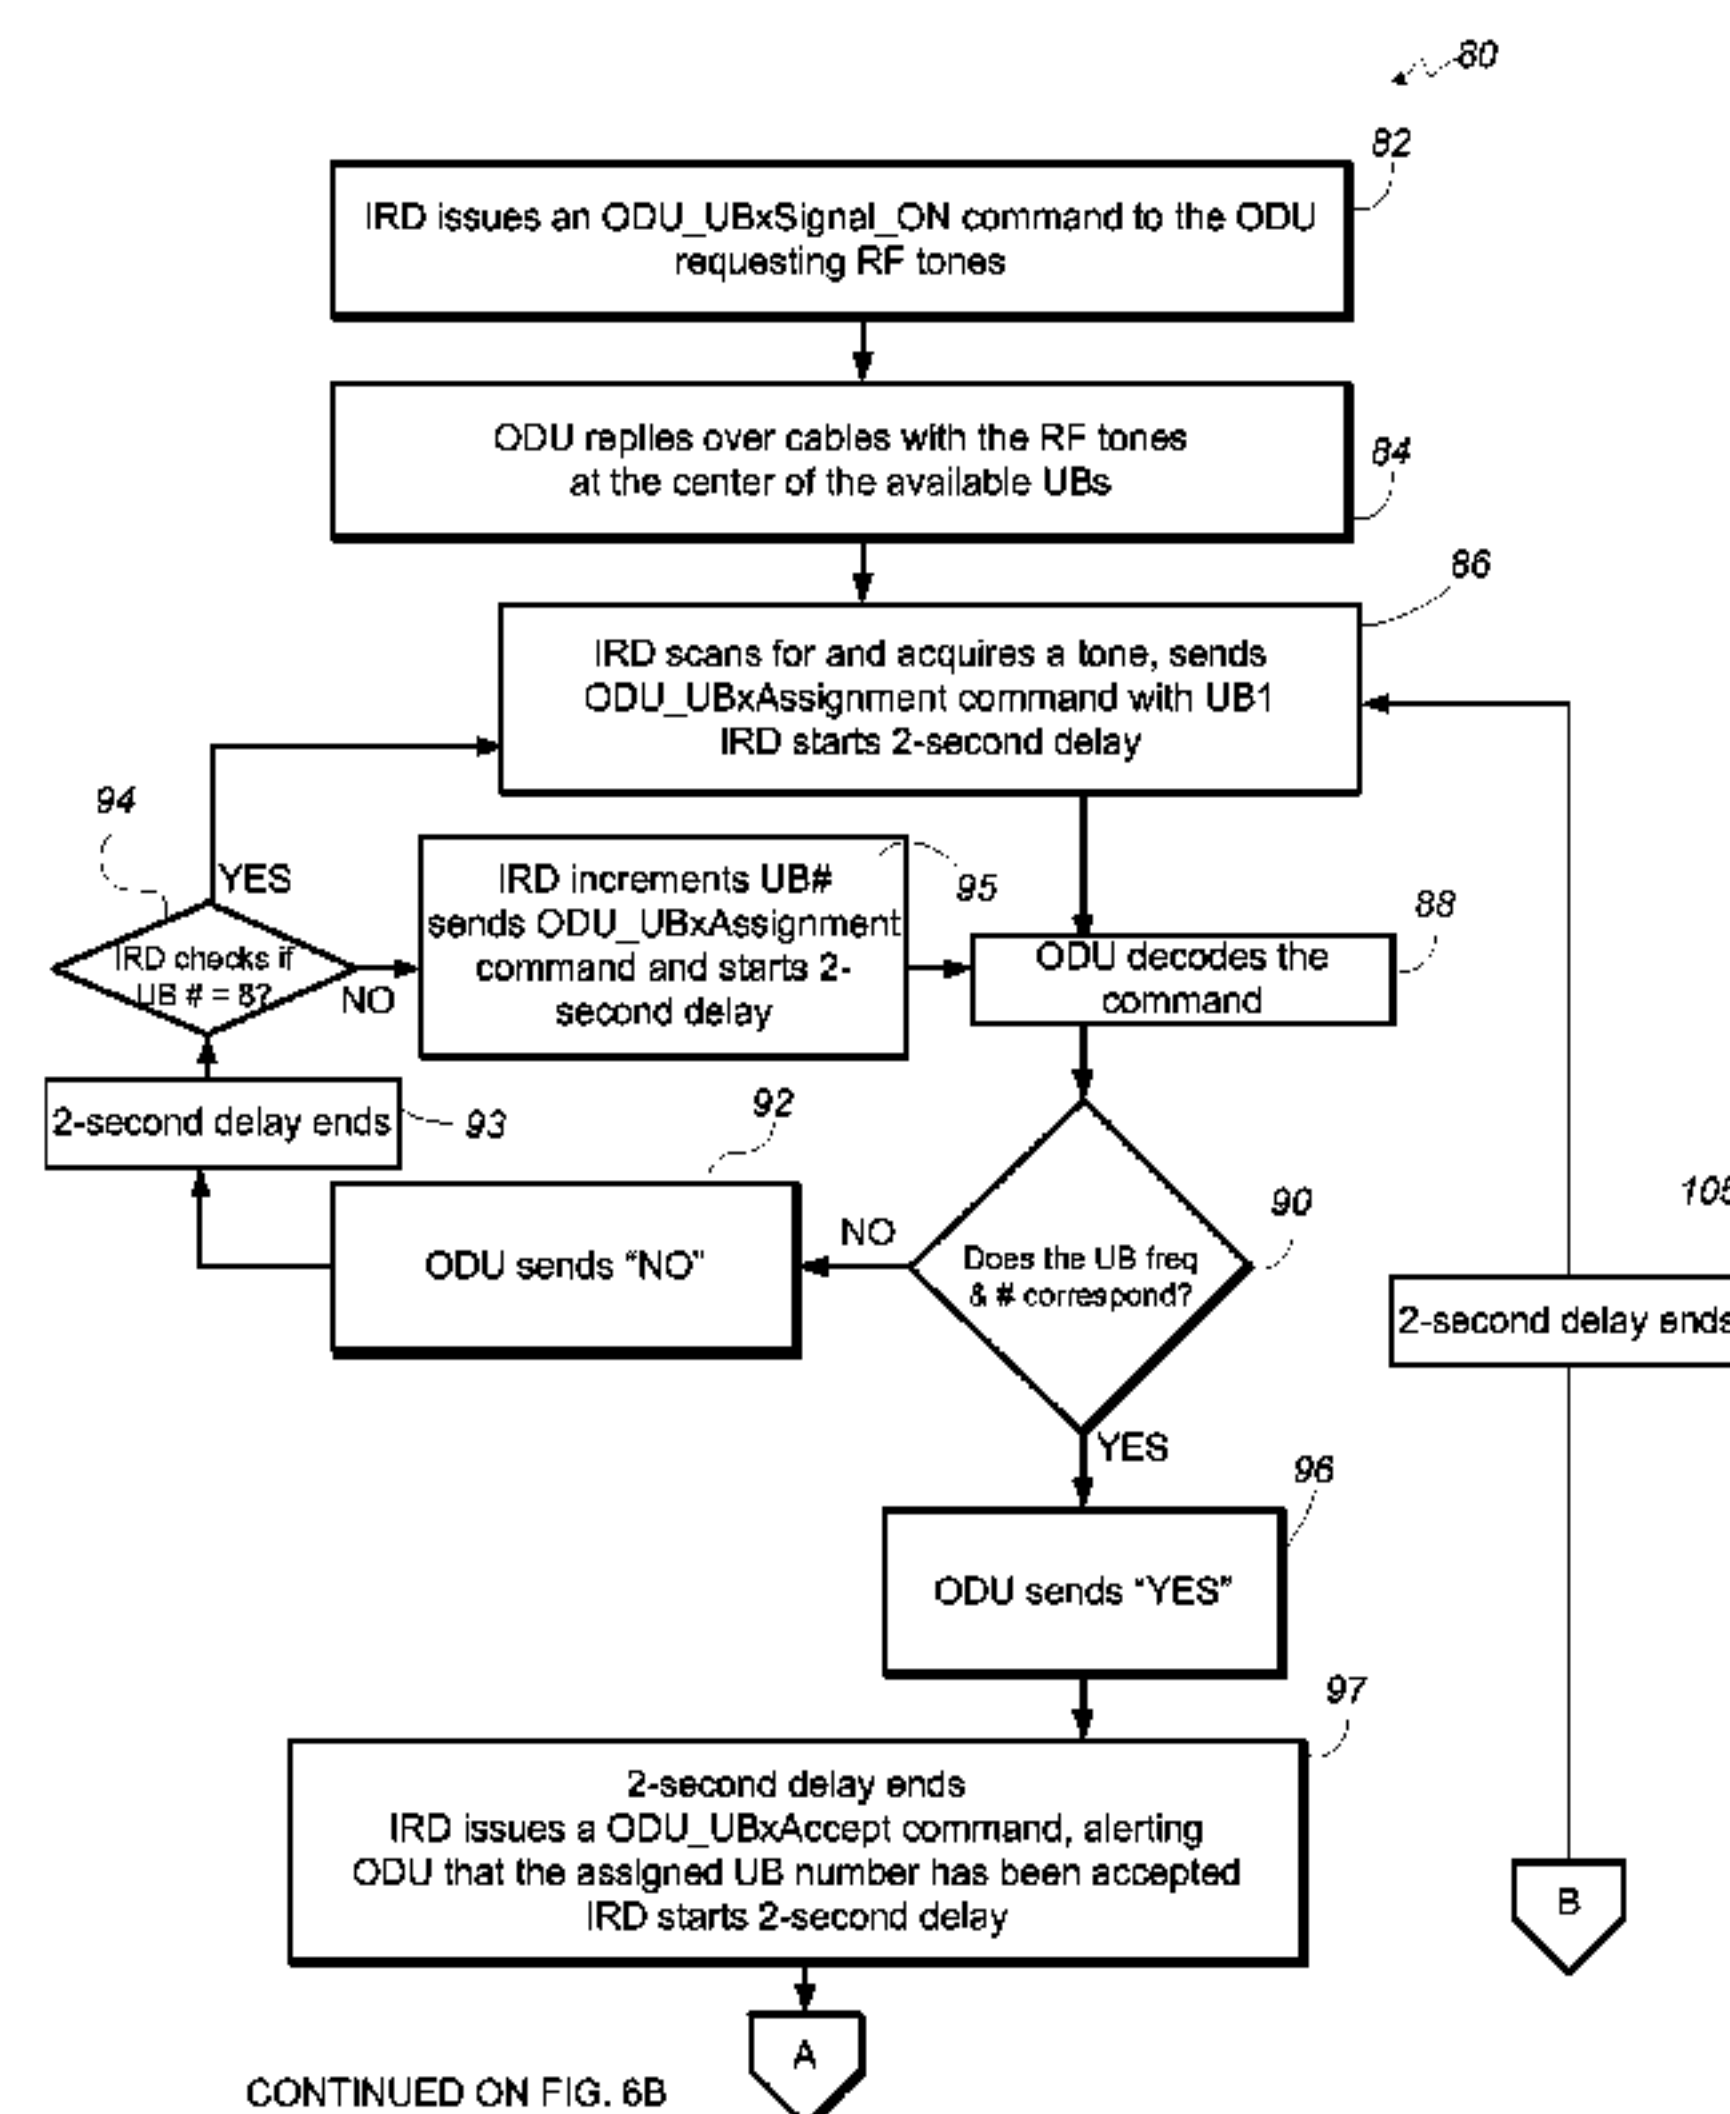 80
82
IRD issues an ODU_UBxSignal_ON command to the ODU
requesting RF tones
84
ODU replies over cables with the RF tones
at the center of the available UBs
86
IRD scans for and acquires a tone, sends
ODU_UBxAssignment command with UB1
IRD starts 2-second delay
94
YES
IRD checks if
UB # = 8?
NO
95
IRD increments UB#
sends ODU_UBxAssignment
command and starts 2-
second delay
88
ODU decodes the
command
2-second delay ends
93
92
ODU sends “NO”
NO
90
Does the UB freq
& # correspond?
105
2-second delay ends
YES
96
ODU sends “YES”
97
2-second delay ends
IRD issues a ODU_UBxAccept command, alerting
ODU that the assigned UB number has been accepted
IRD starts 2-second delay
B
A
CONTINUED ON FIG. 6B